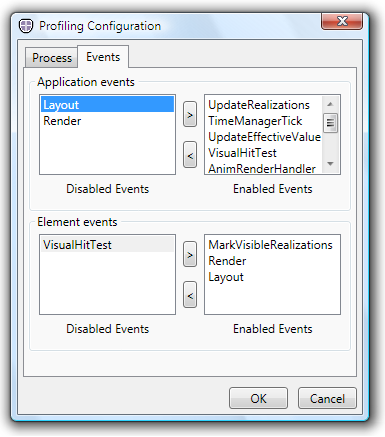 Profiling Configuration
Process
Events
Application events
Layout
Render
>
<
UpdateRealizations
TimeManagerTick
UpdateEffectiveValue
VisualHitTest
AnimRenderHandler
Disabled Events
Enabled Events
Element events
VisualHitTest
>
<
MarkVisibleRealizations
Render
Layout
Disabled Events
Enabled Events
OK
Cancel